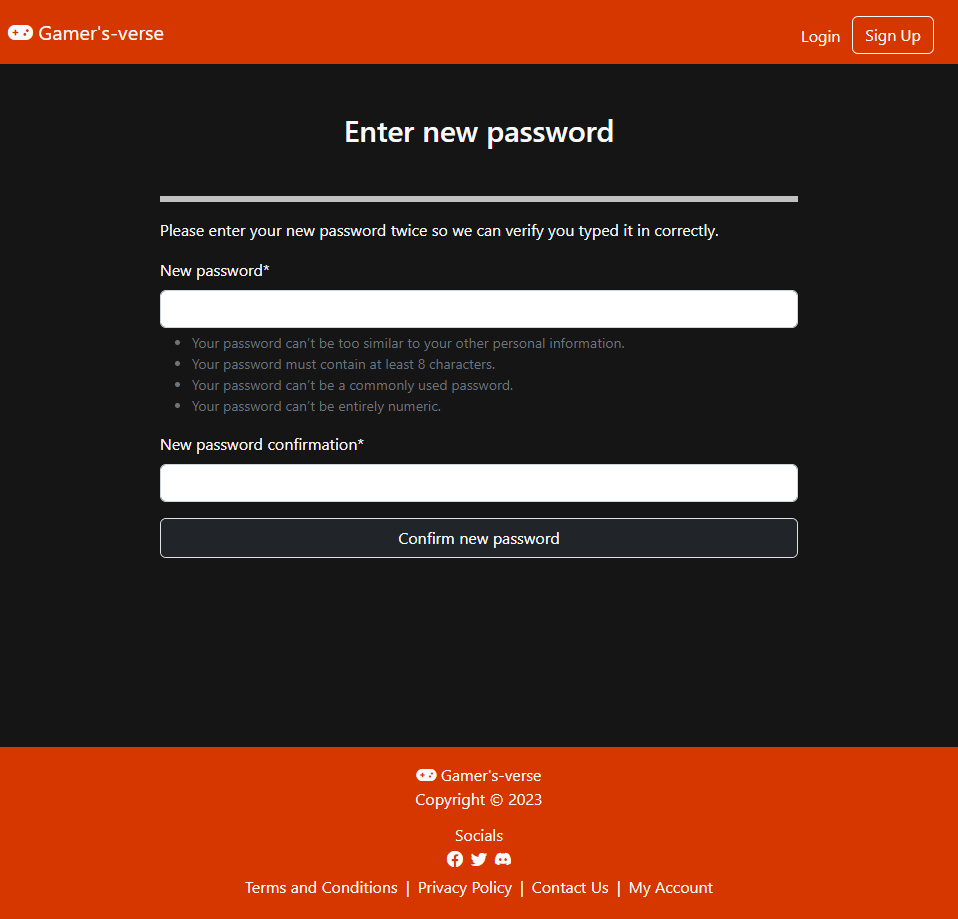 Gamer's-verse
Login
Sign Up
Enter new password
Please enter your new password twice so we can verify you typed it in correctly.
New password*
• Your password can't be too similar to your other personal information.
• Your password must contain at least 8 characters.
• Your password can't be a commonly used password.
• Your password can't be entirely numeric.
New password confirmation*
Confirm new password
Gamer's-verse
Copyright © 2023
Socials
Terms and Conditions | Privacy Policy | Contact Us | My Account